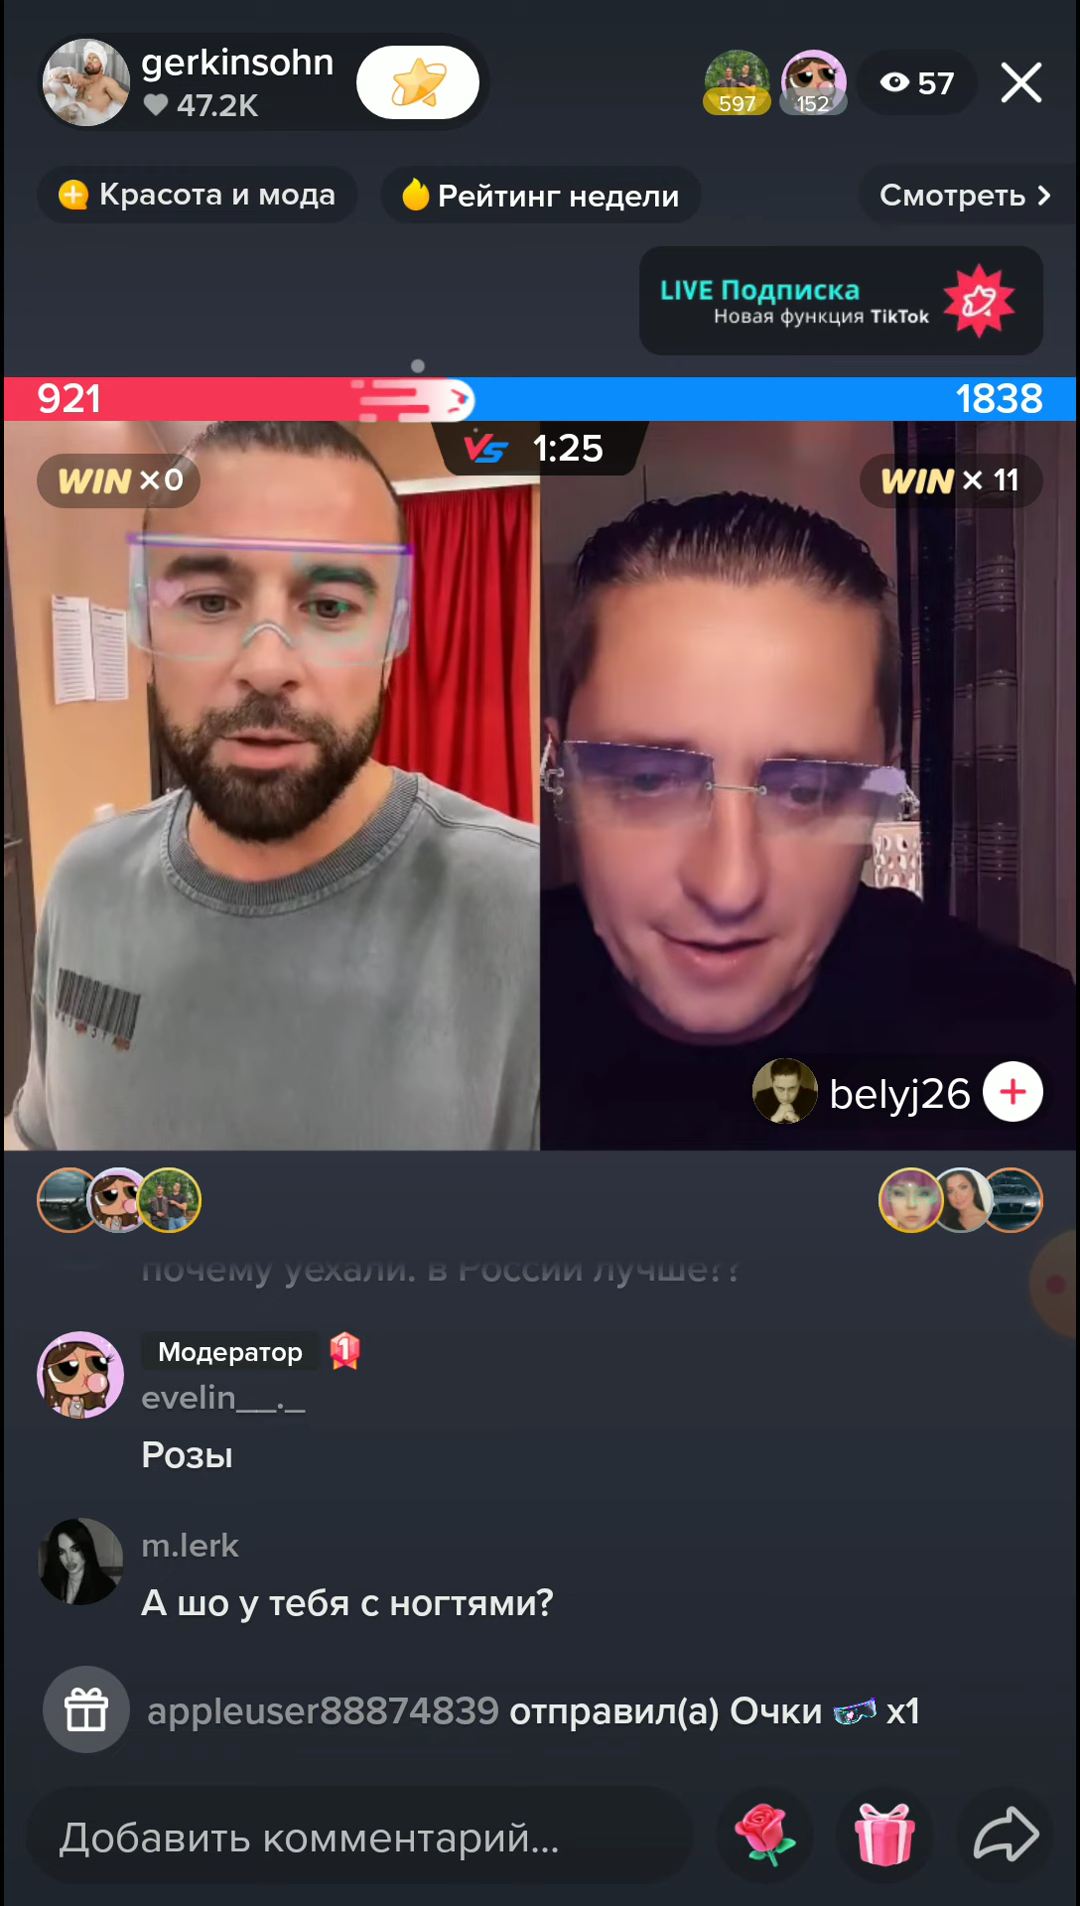 gerkinsohn
47.2K
597
152
57
Красота и мода
Рейтинг недели
Смотреть
LIVE Подписка
Новая функция TikTok
921
1838
VS 1:25
WIN ×0
WIN × 11
belyj26
почему уехали. в России лучше??
Модератор
1
evelin__._
Розы
m.lerk
А шо у тебя с ногтями?
appleuser88874839 отправил(а) Очки x1
Добавить комментарий...